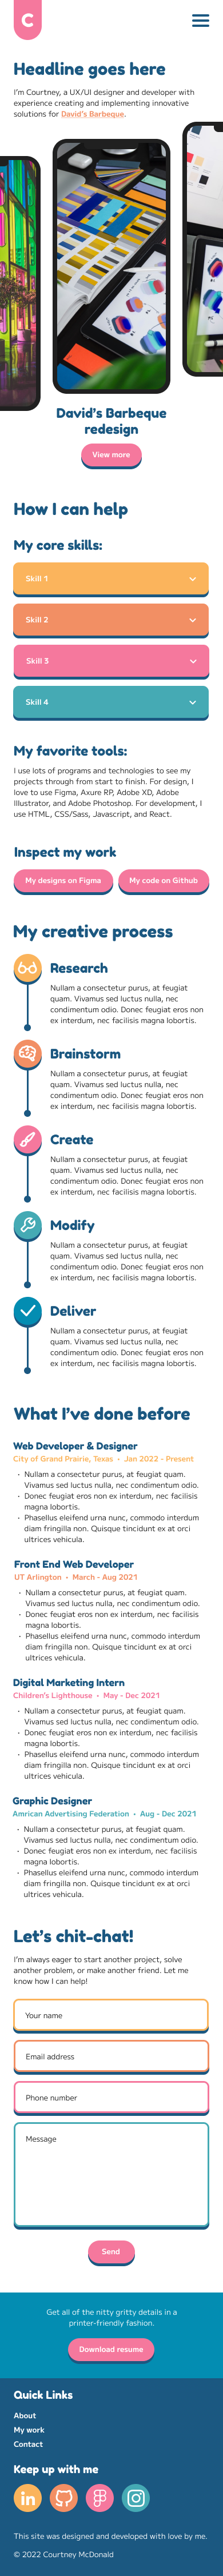 C
Headline goes here
I'm Courtney, a UX/UI designer and developer with
experience creating and implementing innovative
solutions for David's Barbeque.
David's Barbeque
redesign
View more
How I can help
My core skills:
Skill 1
Skill 2
Skill 3
Skill 4
My favorite tools:
I use lots of programs and technologies to see my
projects through from start to finish. For design, I
love to use Figma, Axure RP, Adobe XD, Adobe
Illustrator, and Adobe Photoshop. For development, I
use HTML, CSS/Sass, Javascript, and React.
Inspect my work
My designs on Figma
My code on Github
My creative process
Research
Nullam a consectetur purus, at feugiat
quam. Vivamus sed luctus nulla, nec
condimentum odio. Donec feugiat eros non
ex interdum, nec facilisis magna lobortis.
Brainstorm
Nullam a consectetur purus, at feugiat
quam. Vivamus sed luctus nulla, nec
condimentum odio. Donec feugiat eros non
ex interdum, nec facilisis magna lobortis.
Create
Nullam a consectetur purus, at feugiat
quam. Vivamus sed luctus nulla, nec
condimentum odio. Donec feugiat eros non
ex interdum, nec facilisis magna lobortis.
Modify
Nullam a consectetur purus, at feugiat
quam. Vivamus sed luctus nulla, nec
condimentum odio. Donec feugiat eros non
ex interdum, nec facilisis magna lobortis.
Deliver
Nullam a consectetur purus, at feugiat
quam. Vivamus sed luctus nulla, nec
condimentum odio. Donec feugiat eros non
ex interdum, nec facilisis magna lobortis.
What I've done before
Web Developer & Designer
City of Grand Prairie, Texas • Jan 2022 - Present
• Nullam a consectetur purus, at feugiat quam.
Vivamus sed luctus nulla, nec condimentum odio.
• Donec feugiat eros non ex interdum, nec facilisis
magna lobortis.
• Phasellus eleifend urna nunc, commodo interdum
diam fringilla non. Quisque tincidunt ex at orci
ultrices vehicula.
Front End Web Developer
UT Arlington • March - Aug 2021
• Nullam a consectetur purus, at feugiat quam.
Vivamus sed luctus nulla, nec condimentum odio.
• Donec feugiat eros non ex interdum, nec facilisis
magna lobortis.
• Phasellus eleifend urna nunc, commodo interdum
diam fringilla non. Quisque tincidunt ex at orci
ultrices vehicula.
Digital Marketing Intern
Children's Lighthouse • May - Dec 2021
• Nullam a consectetur purus, at feugiat quam.
Vivamus sed luctus nulla, nec condimentum odio.
• Donec feugiat eros non ex interdum, nec facilisis
magna lobortis.
• Phasellus eleifend urna nunc, commodo interdum
diam fringilla non. Quisque tincidunt ex at orci
ultrices vehicula.
Graphic Designer
Amrican Advertising Federation • Aug - Dec 2021
• Nullam a consectetur purus, at feugiat quam.
Vivamus sed luctus nulla, nec condimentum odio.
• Donec feugiat eros non ex interdum, nec facilisis
magna lobortis.
• Phasellus eleifend urna nunc, commodo interdum
diam fringilla non. Quisque tincidunt ex at orci
ultrices vehicula.
Let's chit-chat!
I'm always eager to start another project, solve
another problem, or make another friend. Let me
know how I can help!
Your name
Email address
Phone number
Message
Send
Get all of the nitty gritty details in a
printer-friendly fashion.
Download resume
Quick Links
About
My work
Contact
Keep up with me
in
This site was designed and developed with love by me.
© 2022 Courtney McDonald